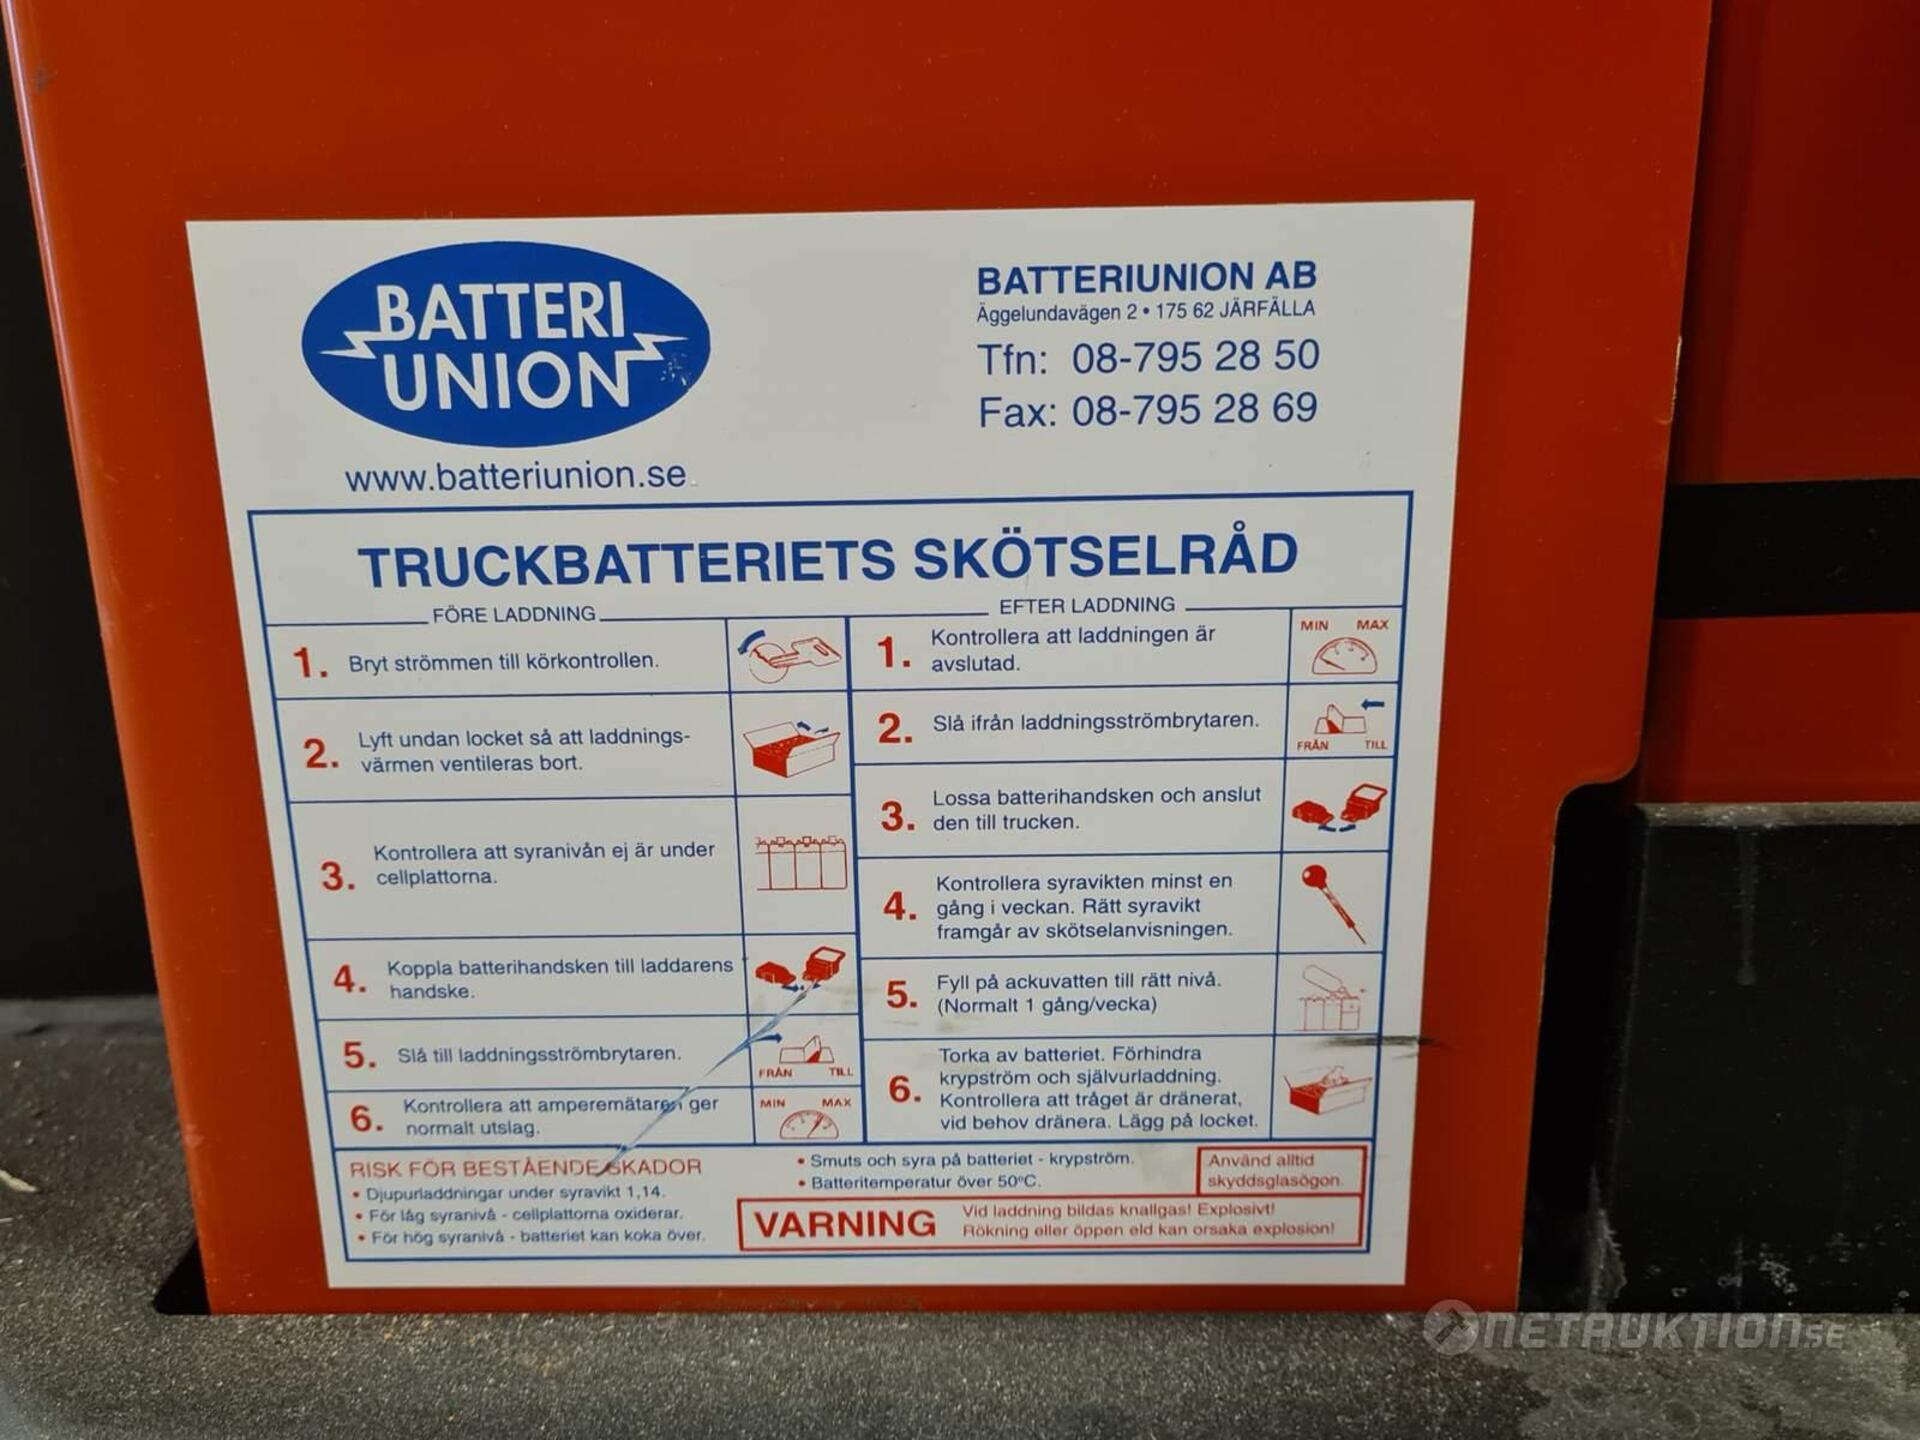 BATTERI
UNION
www.batteriunion.se
BATTERIUNION AB
Äggelundavägen 2 • 175 62 JÄRFÄLLA
Tfn: 08-795 28 50
Fax: 08-795 28 69
TRUCKBATTERIETS SKÖTSELRÅD
FÖRE LADDNING
1. Bryt strömmen till körkontrollen.
2. Lyft undan locket så att laddnings-
värmen ventileras bort.
3. Kontrollera att syranivån ej är under
cellplattorna.
4. Koppla batterihandsken till laddarens
handske.
5. Slå till laddningsströmbrytaren.
FRÅN TILL
6. Kontrollera att amperemätaren ger
normalt utslag.
MIN MAX
EFTER LADDNING
1. Kontrollera att laddningen är
avslutad.
MIN MAX
2. Slå ifrån laddningsströmbrytaren.
FRÅN TILL
3. Lossa batterihandsken och anslut
den till trucken.
4. Kontrollera syravikten minst en
gång i veckan. Rätt syravikt
framgår av skötselanvisningen.
5. Fyll på ackuvatten till rätt nivå.
(Normalt 1 gång/vecka)
6. Torka av batteriet. Förhindra
krypström och självurladdning.
Kontrollera att tråget är dränerat,
vid behov dränera. Lägg på locket.
RISK FÖR BESTÅENDE SKADOR
• Djupurladdningar under syravikt 1,14.
• För låg syranivå - cellplattorna oxiderar.
• För hög syranivå - batteriet kan koka över.
• Smuts och syra på batteriet - krypström.
• Batteritemperatur över 50°C.
Använd alltid
skyddsglasögon.
VARNING
Vid laddning bildas knallgas! Explosivt!
Rökning eller öppen eld kan orsaka explosion!
NETRUKTION.SE